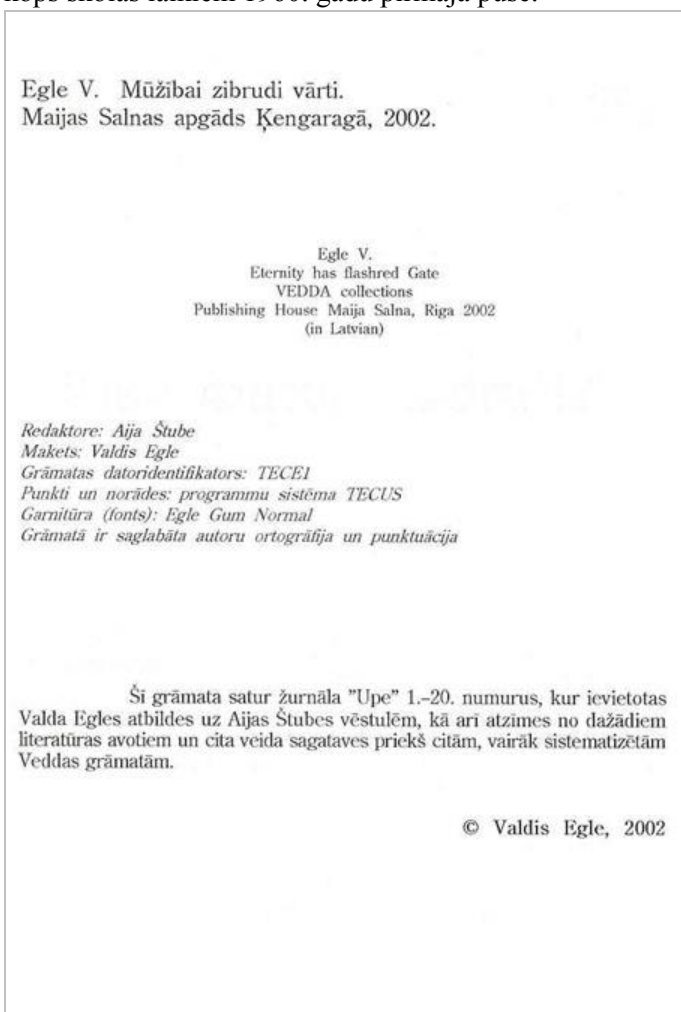 Egle V. Mūžībai zibrudi vārti.
Maijas Salnas apgāds Ķengaragā, 2002.
Egle V.
Eternity has flashred Gate
VEDDA collections
Publishing House Maija Salna, Riga 2002
(in Latvian)
Redaktore: Aija Štube
Makets: Valdis Egle
Grāmatas datoridentifikators: TECE1
Punkti un norādes: programmu sistēma TECUS
Garnitūra (fonts): Egle Gum Normal
Grāmatā ir saglabāta autoru ortogrāfija un punktuācija
Šī grāmata satur žurnāla "Upe" 1.–20. numurus, kur ievietotas
Valda Egles atbildes uz Aijas Štubes vēstulēm, kā arī atzīmes no dažādiem
literatūras avotiem un cita veida sagataves priekš citām, vairāk sistematizētām
Veddas grāmatām.
© Valdis Egle, 2002